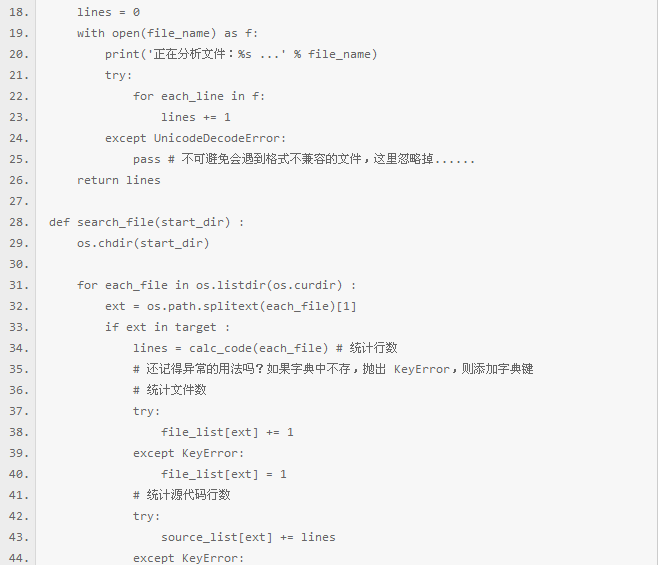 18.     lines = 0
19.     with open(file_name) as f:
20.         print('正在分析文件：%s ...' % file_name)
21.         try:
22.             for each_line in f:
23.                 lines += 1
24.         except UnicodeDecodeError:
25.             pass # 不可避免会遇到格式不兼容的文件，这里忽略掉......
26.     return lines
27.
28. def search_file(start_dir) :
29.     os.chdir(start_dir)
30.
31.     for each_file in os.listdir(os.curdir) :
32.         ext = os.path.splitext(each_file)[1]
33.         if ext in target :
34.             lines = calc_code(each_file) # 统计行数
35.             # 还记得异常的用法吗？如果字典中不存，抛出 KeyError，则添加字典键
36.             # 统计文件数
37.             try:
38.                 file_list[ext] += 1
39.             except KeyError:
40.                 file_list[ext] = 1
41.             # 统计源代码行数
42.             try:
43.                 source_list[ext] += lines
44.             except KeyError: